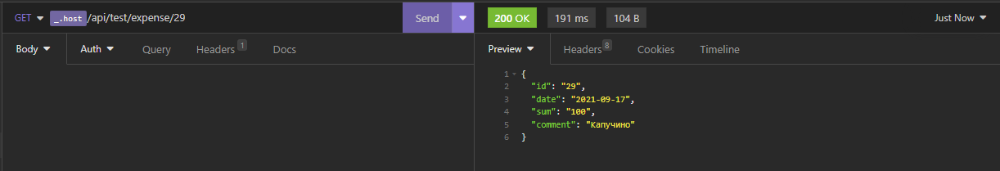 GET _.host/api/test/expense/29 Send 200 OK 191 ms 104 B Just Now
Body Auth Query Headers 1 Docs Preview Headers 8 Cookies Timeline
1 {
2 "id": "29",
3 "date": "2021-09-17",
4 "sum": "100",
5 "comment": "Капучино"
6 }